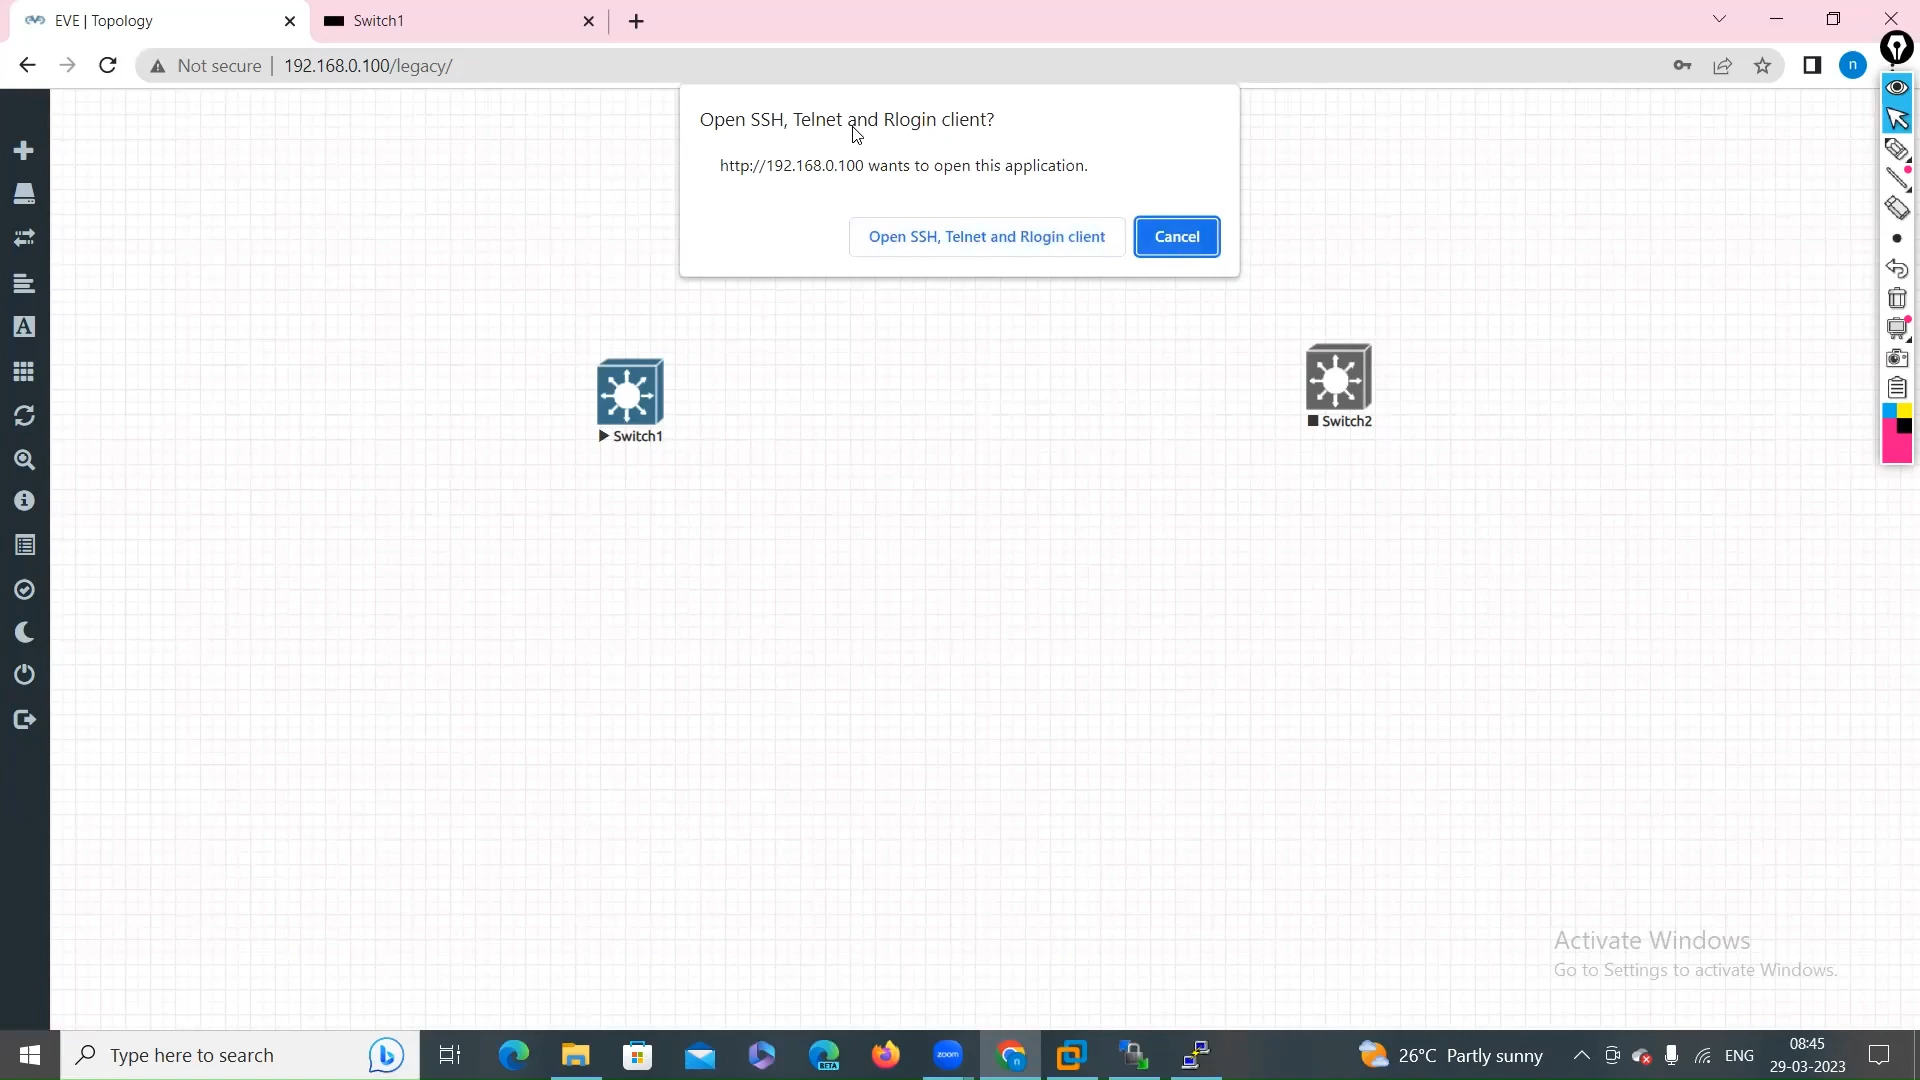 EVE | Topology
Switch1
Not secure
192.168.0.100/legacy/
n
Open SSH, Telnet and Rlogin client?
http://192.168.0.100 wants to open this application.
Open SSH, Telnet and Rlogin client
Cancel
A
Switch1
Switch2
Activate Windows
Go to Settings to activate Windows.
Type here to search
BETA
zoom
n
26°C Partly sunny
ENG
08:45
29-03-2023